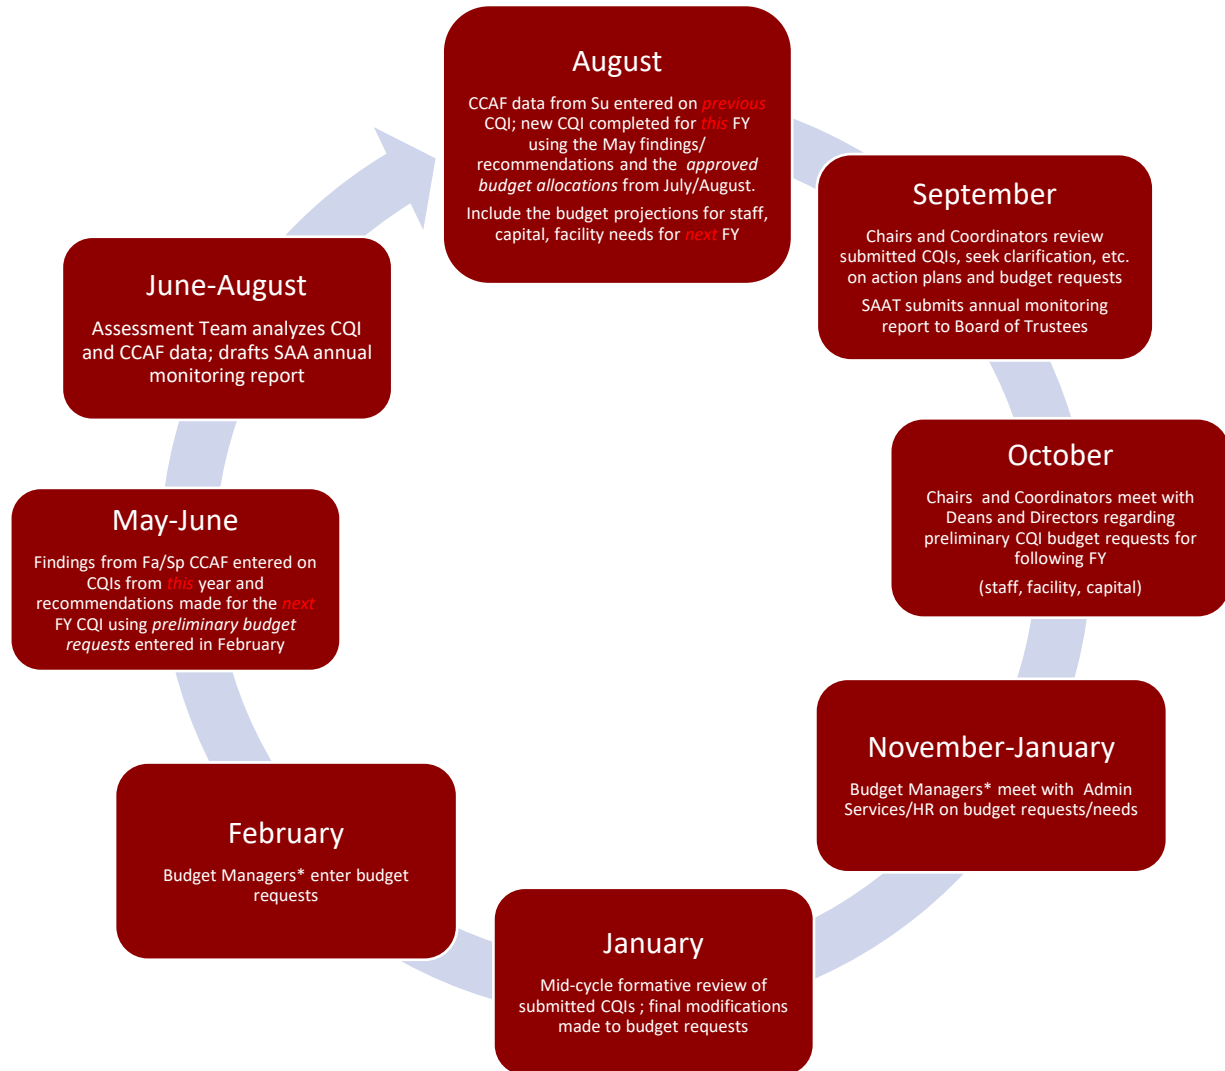 August
CCAF data from Su entered on previous
CQI; new CQI completed for this FY
using the May findings/
recommendations and the approved
budget allocations from July/August.
Include the budget projections for staff,
capital, facility needs for next FY
September
Chairs and Coordinators review
submitted CQIs, seek clarification, etc.
on action plans and budget requests
SAAT submits annual monitoring
report to Board of Trustees
October
Chairs and Coordinators meet with
Deans and Directors regarding
preliminary CQI budget requests for
following FY
(staff, facility, capital)
November-January
Budget Managers* meet with Admin
Services/HR on budget requests/needs
January
Mid-cycle formative review of
submitted CQIs ; final modifications
made to budget requests
February
Budget Managers* enter budget
requests
May-June
Findings from Fa/Sp CCAF entered on
CQIs from this year and
recommendations made for the next
FY CQI using preliminary budget
requests entered in February
June-August
Assessment Team analyzes CQI
and CCAF data; drafts SAA annual
monitoring report